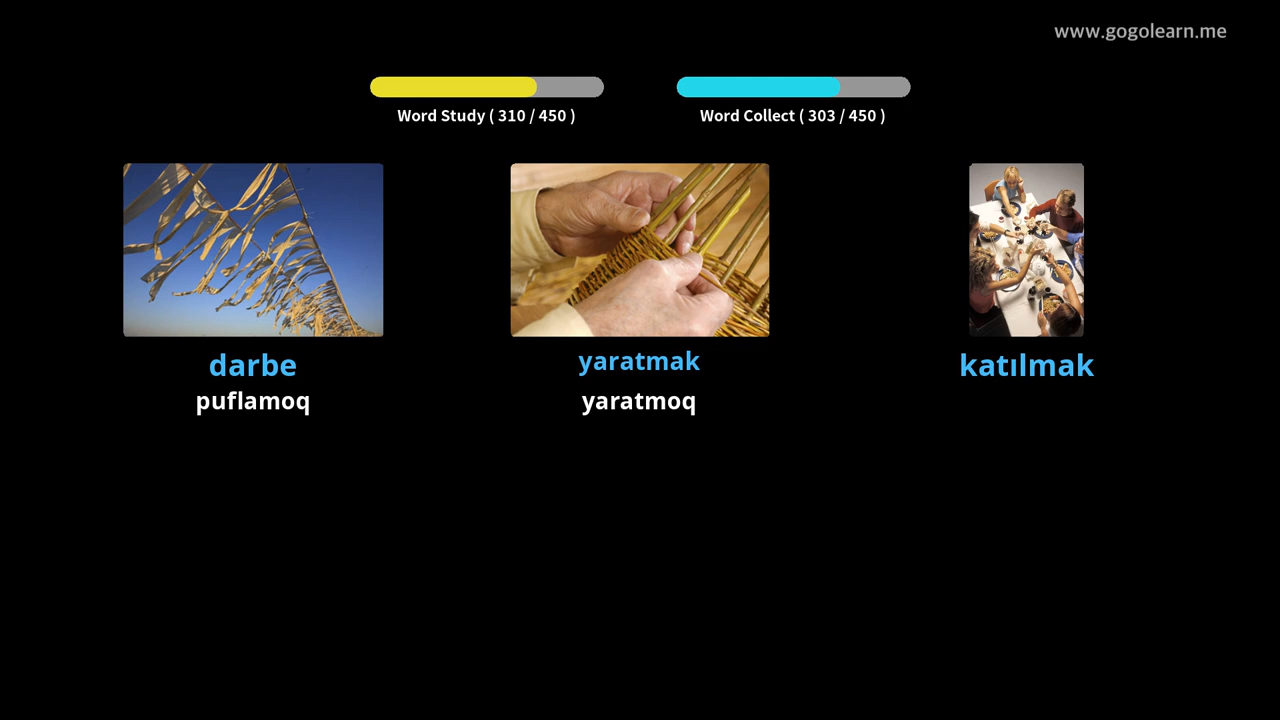 www.gogolearn.me
Word Study ( 310 / 450 )
Word Collect ( 303 / 450 )
darbe
puflamoq
yaratmak
yaratmoq
katılmak